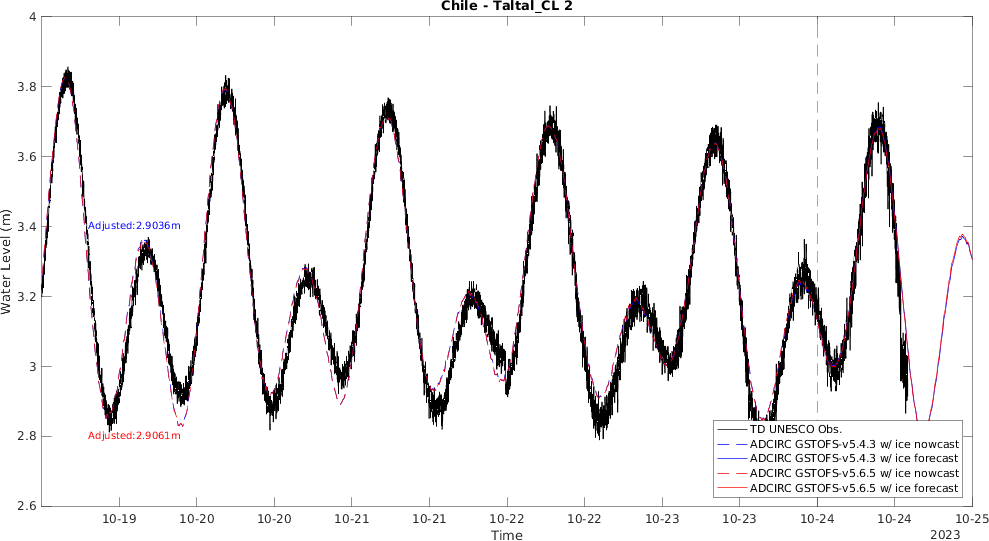 Chile - Taltal_CL 2
4
3.8
3.6
3.4
3.2
3
2.8
2.6
Water Level (m)
Adjusted:2.9036m
Adjusted:2.9061m
TD UNESCO Obs.
ADCIRC GSTOFS-v5.4.3 w/ ice nowcast
ADCIRC GSTOFS-v5.4.3 w/ ice forecast
ADCIRC GSTOFS-v5.6.5 w/ ice nowcast
ADCIRC GSTOFS-v5.6.5 w/ ice forecast
10-19 10-20 10-20 10-21 10-21 10-22 10-22 10-23 10-23 10-24 10-24 10-25
Time
2023